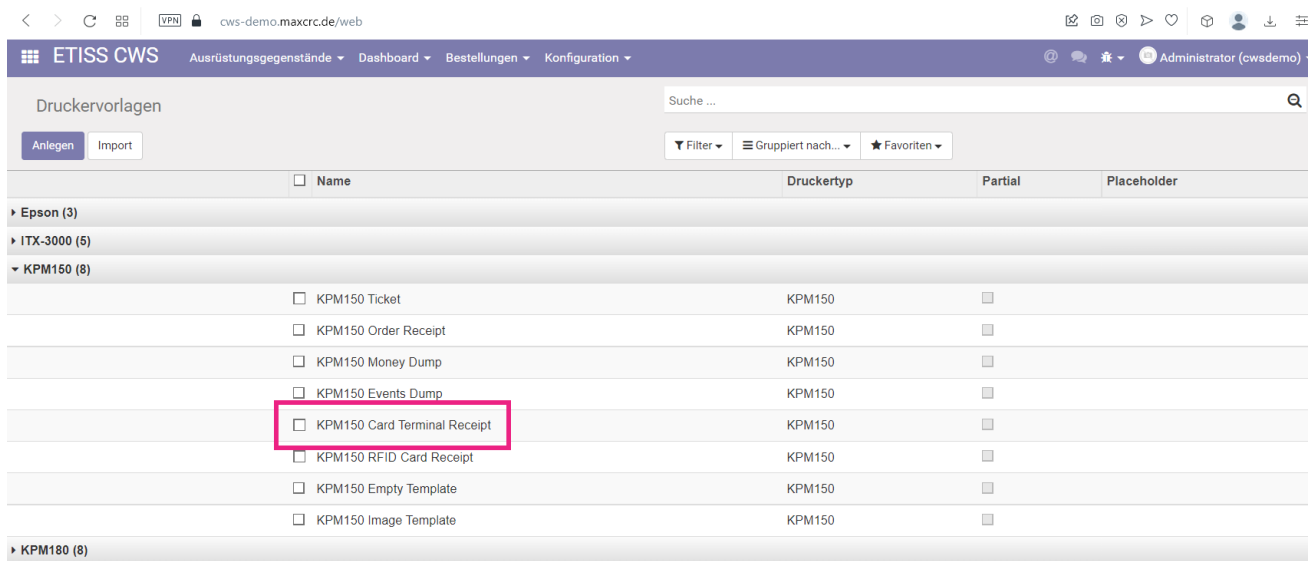 VPN cws-demo.maxcrc.de/web
ETISS CWS Ausrüstungsgegenstände Dashboard Bestellungen Konfiguration @ Administrator (cwsdemo)
Druckervorlagen Suche ...
Anlegen Import Filter Gruppiert nach... Favoriten
Name Druckertyp Partial Placeholder
Epson (3)
ITX-3000 (5)
KPM150 (8)
KPM150 Ticket KPM150
KPM150 Order Receipt KPM150
KPM150 Money Dump KPM150
KPM150 Events Dump KPM150
KPM150 Card Terminal Receipt KPM150
KPM150 RFID Card Receipt KPM150
KPM150 Empty Template KPM150
KPM150 Image Template KPM150
KPM180 (8)